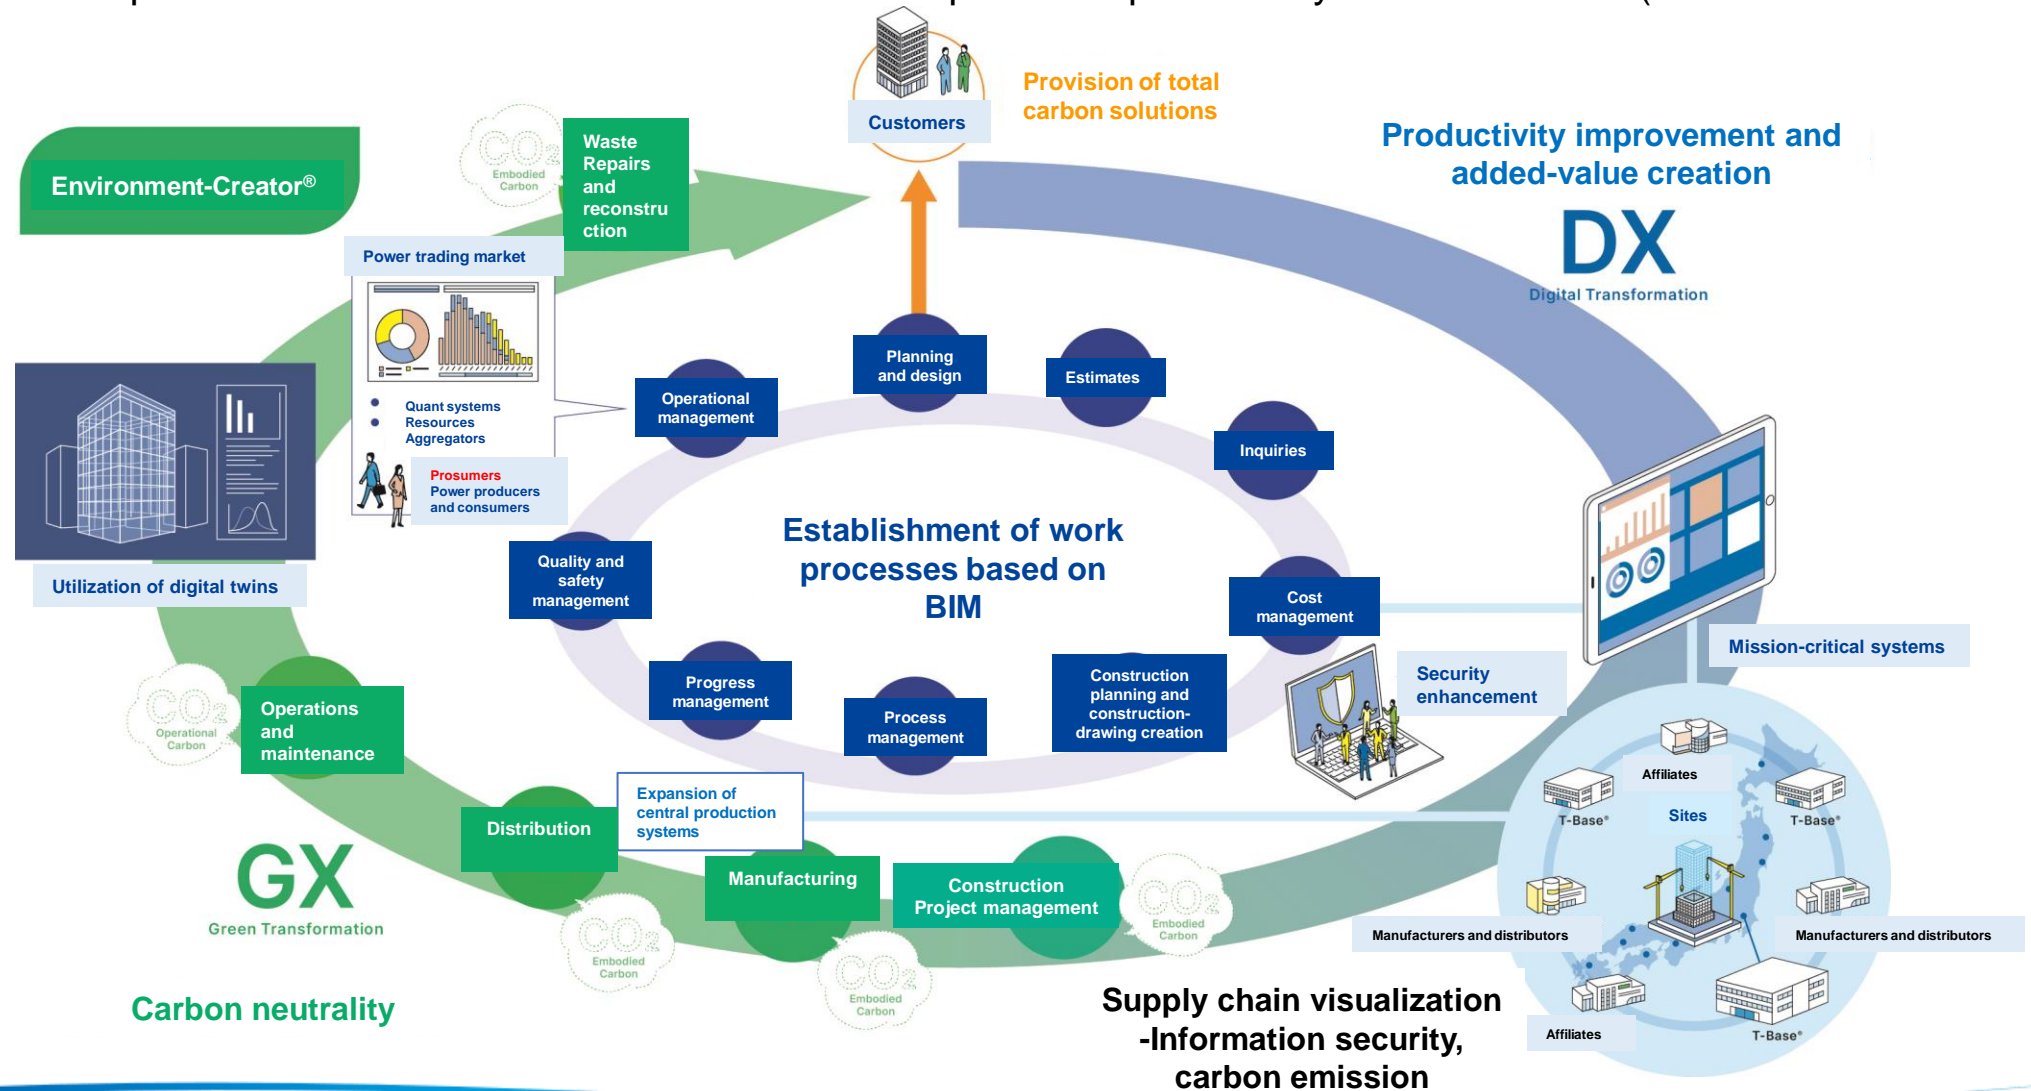 Customers
Provision of total
carbon solutions
Productivity improvement and
added-value creation
DX
Digital Transformation
Environment-Creator®
CO₂
Embodied
Carbon
Waste
Repairs
and
reconstru
ction
Power trading market
Quant systems
Resources
Aggregators
Prosumers
Power producers
and consumers
Utilization of digital twins
Planning
and design
Estimates
Inquiries
Operational
management
Quality and
safety
management
Establishment of work
processes based on
BIM
Cost
management
Progress
management
Process
management
Construction
planning and
construction-
drawing creation
Security
enhancement
Mission-critical systems
CO₂
Operational
Carbon
Operations
and
maintenance
Distribution
Expansion of
central production
systems
Manufacturing
Construction
Project management
CO₂
Embodied
Carbon
CO₂
Embodied
Carbon
CO₂
Embodied
Carbon
GX
Green Transformation
Carbon neutrality
Affiliates
T-Base®
Sites
T-Base®
Manufacturers and distributors
Manufacturers and distributors
Affiliates
T-Base®
Supply chain visualization
-Information security,
carbon emission